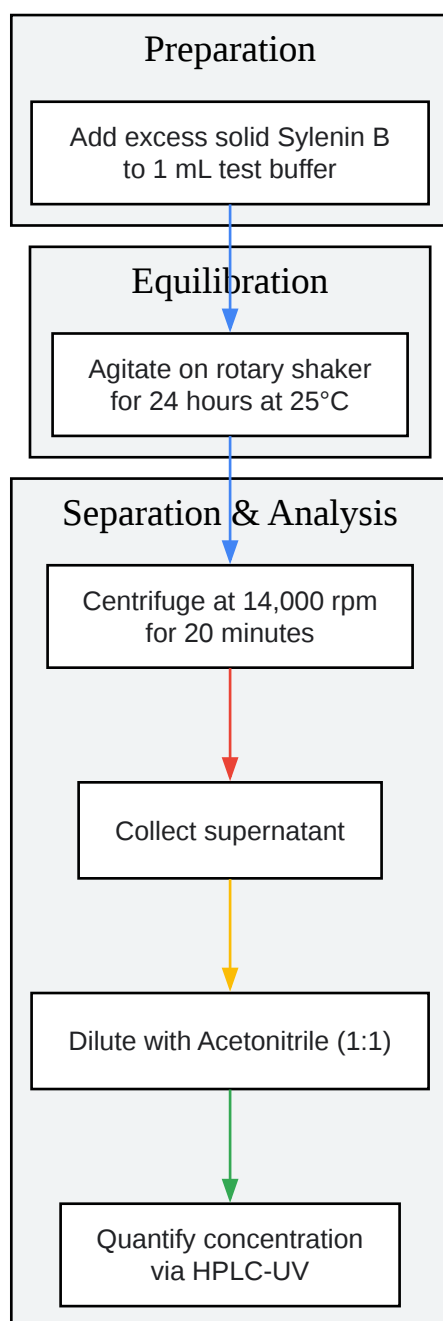 Preparation
Add excess solid Sylenin B
to 1 mL test buffer
Equilibration
Agitate on rotary shaker
for 24 hours at 25°C
Separation & Analysis
Centrifuge at 14,000 rpm
for 20 minutes
Collect supernatant
Dilute with Acetonitrile (1:1)
Quantify concentration
via HPLC-UV